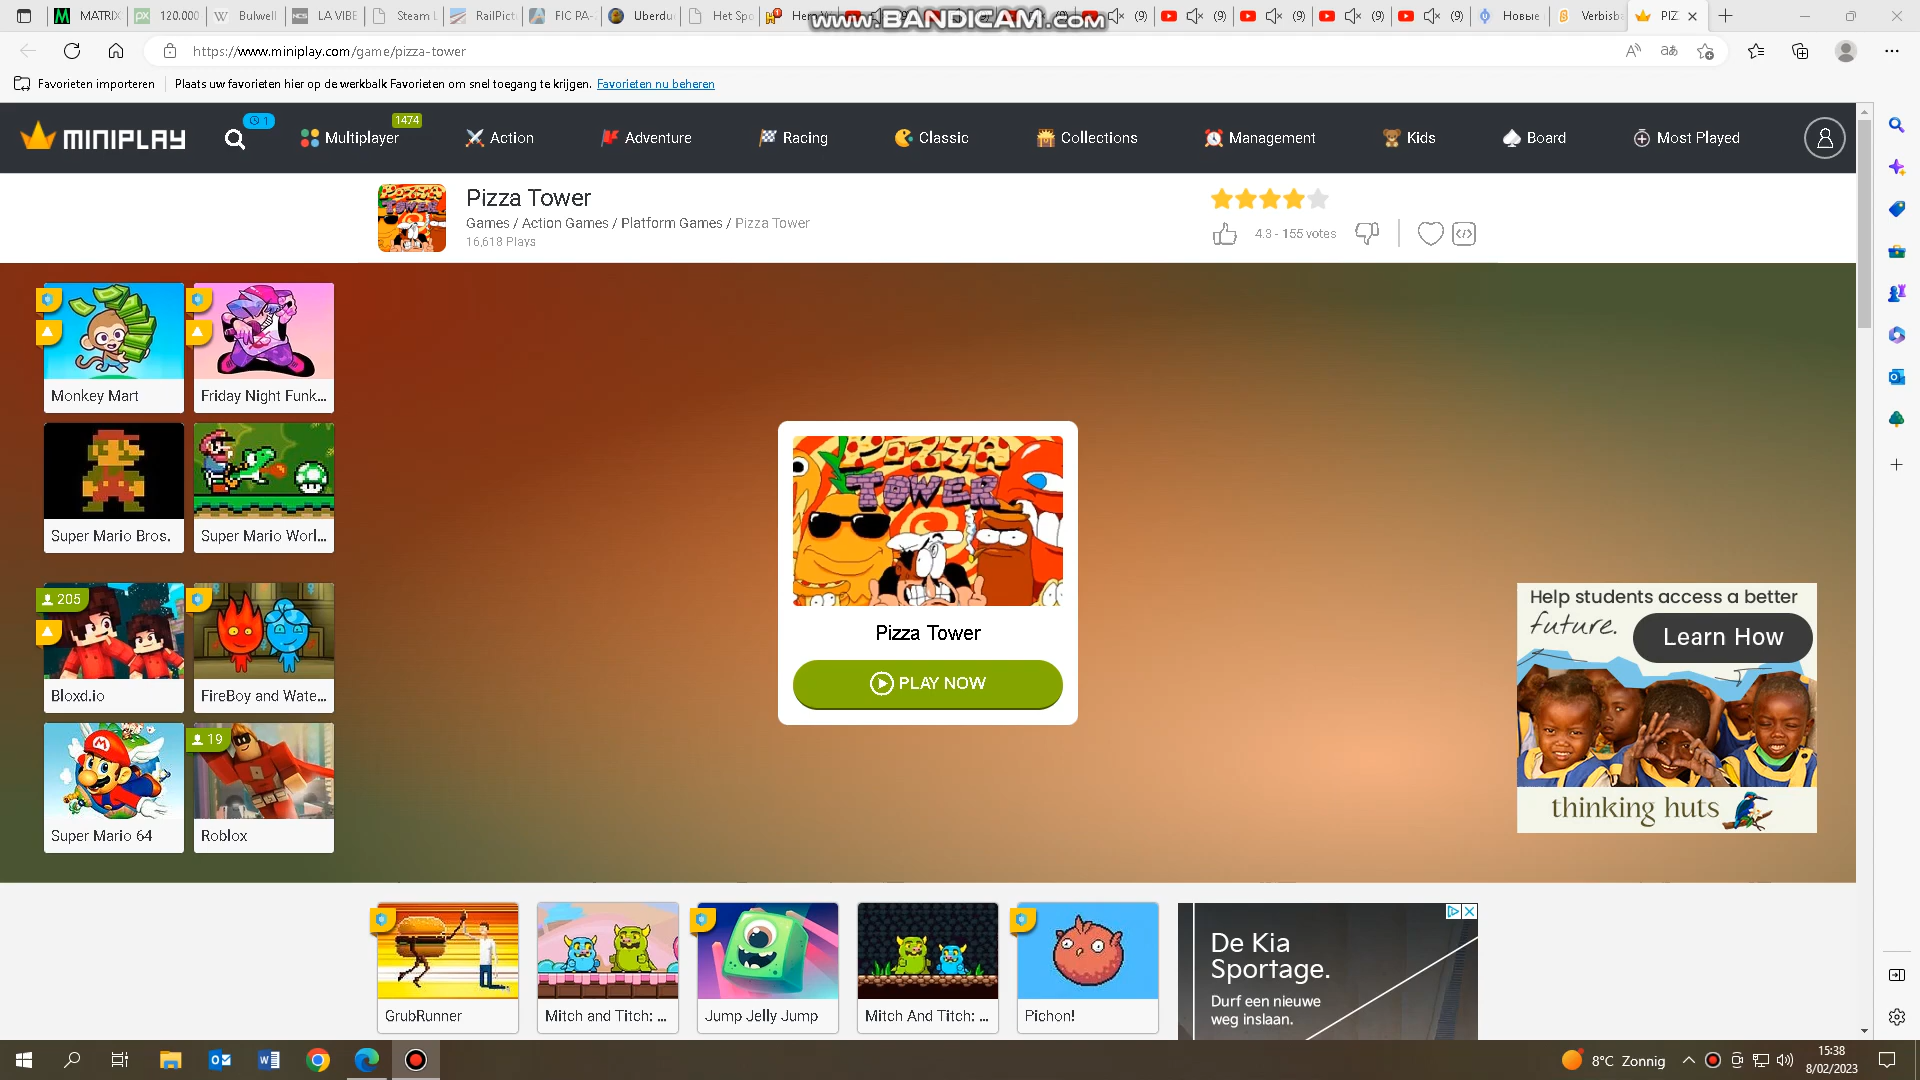 MATRIX
120.000
Bulwell
LA VIBE
Steam L
RailPict
FIC PA-
Uberdu
Het Spo
(9)
(9)
(9)
(9)
(9)
Новые
Verbisb
PIZ
www.BANDICAM.com
https://www.miniplay.com/game/pizza-tower
Favorieten importeren
Plaats uw favorieten hier op de werkbalk Favorieten om snel toegang te krijgen. Favorieten nu beheren
MINIPLAY
1
Multiplayer
1474
Action
Adventure
Racing
Classic
Collections
Management
Kids
Board
Most Played
Pizza Tower
Games / Action Games / Platform Games / Pizza Tower
16,618 Plays
4.3 - 155 votes
Monkey Mart
Friday Night Funk...
Super Mario Bros.
Super Mario Worl...
205
Bloxd.io
FireBoy and Wate...
Super Mario 64
19
Roblox
PIZZA
TOWER
Pizza Tower
PLAY NOW
Help students access a better
future.
Learn How
thinking huts
GrubRunner
Mitch and Titch: ...
Jump Jelly Jump
Mitch And Titch: ...
Pichon!
De Kia
Sportage.
Durf een nieuwe
weg inslaan.
8°C Zonnig
15:38
8/02/2023